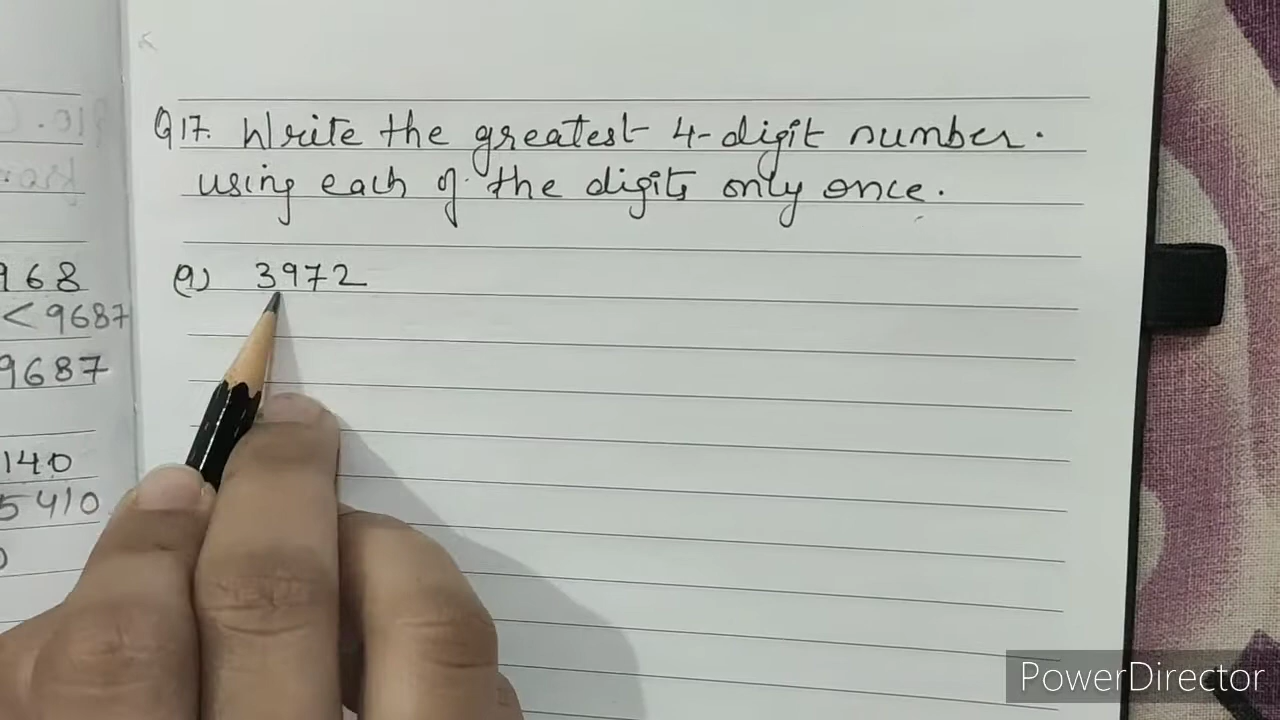 Q17. Write the greatest 4-digit number.
using each of the digits only once.
(a) 3972
968
< 9687
9687
140
5410
PowerDirector